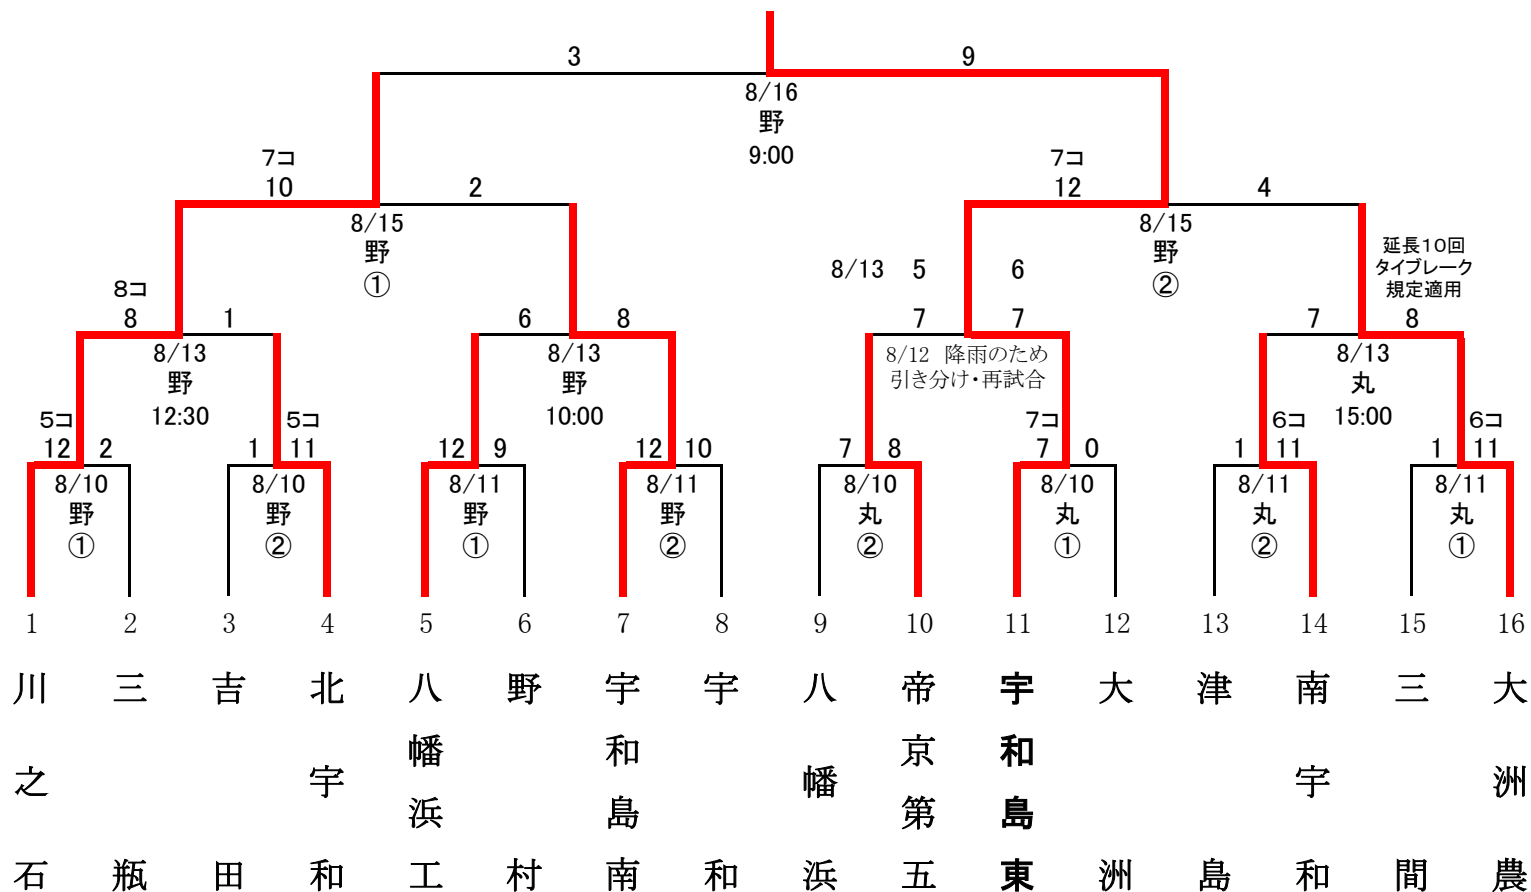 3 9
8/16
野
9:00
7コ 7コ
10 2 12 4
8/15 8/15
野 野
① ②
8/13 5 6
延長10回
タイブレーク
規定適用
8コ
8 1 6 8 7 7 7 8
8/13 8/13 8/12 降雨のため 8/13
野 野 引き分け・再試合 丸
12:30 10:00 15:00
5コ 5コ 7コ 6コ 6コ
12 2 1 11 12 9 12 10 7 8 7 0 1 11 1 11
8/10 8/10 8/11 8/11 8/10 8/10 8/11 8/11
野 野 野 野 丸 丸 丸 丸
① ② ① ② ② ① ② ①
1 2 3 4 5 6 7 8 9 10 11 12 13 14 15 16
川之石
三瓶
吉田
北宇和
八幡浜工
野村
宇和島南
宇和
八幡浜
帝京第五
宇和島東
大洲
津島
南宇和
三間
大洲農